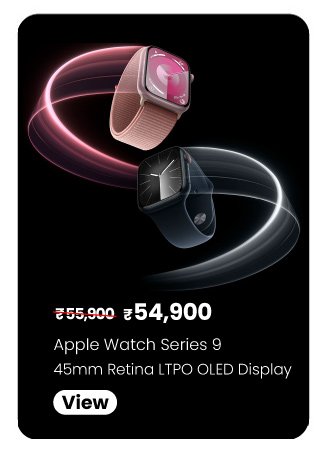 ₹55,900 ₹54,900
Apple Watch Series 9
45mm Retina LTPO OLED Display
View